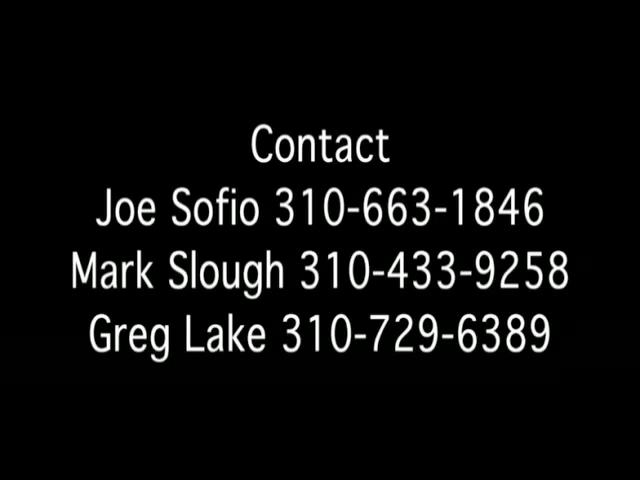 Contact
Joe Sofio 310-663-1846
Mark Slough 310-433-9258
Greg Lake 310-729-6389